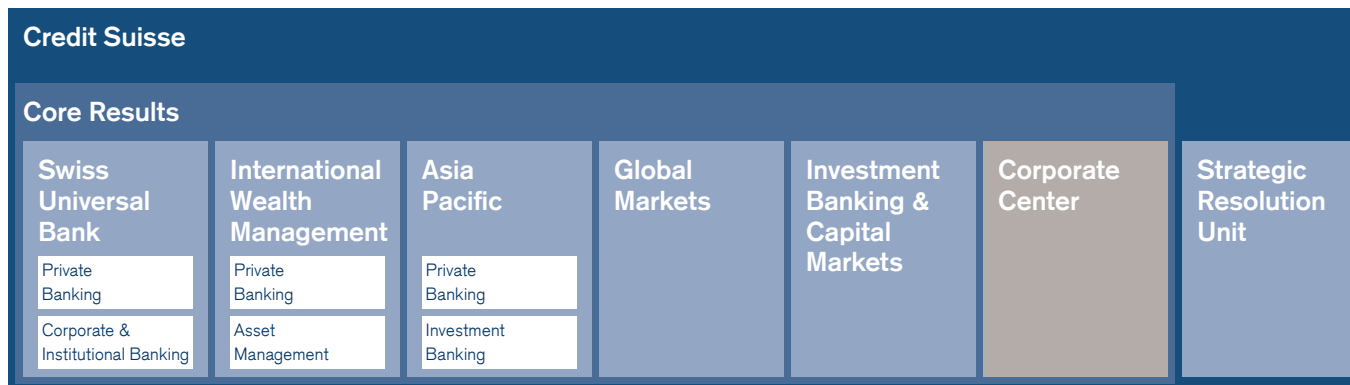 Credit Suisse
Core Results
Swiss
Universal
Bank
Private
Banking
Corporate &
Institutional Banking
International
Wealth
Management
Private
Banking
Asset
Management
Asia
Pacific
Private
Banking
Investment
Banking
Global
Markets
Investment
Banking &
Capital
Markets
Corporate
Center
Strategic
Resolution
Unit